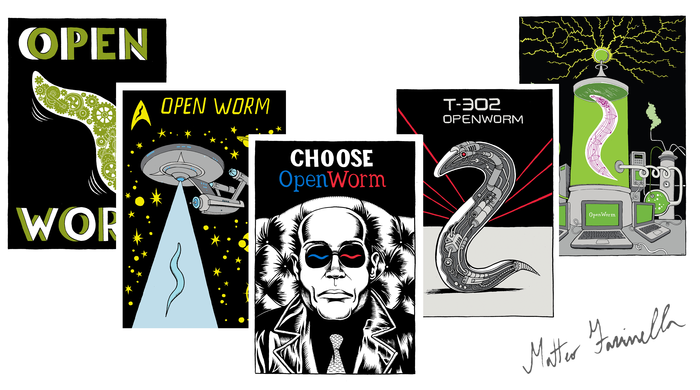 OPEN
WOR
OPEN WORM
CHOOSE
OpenWorm
T-302
OPENWORM
OpenWorm
Matteo Farinella